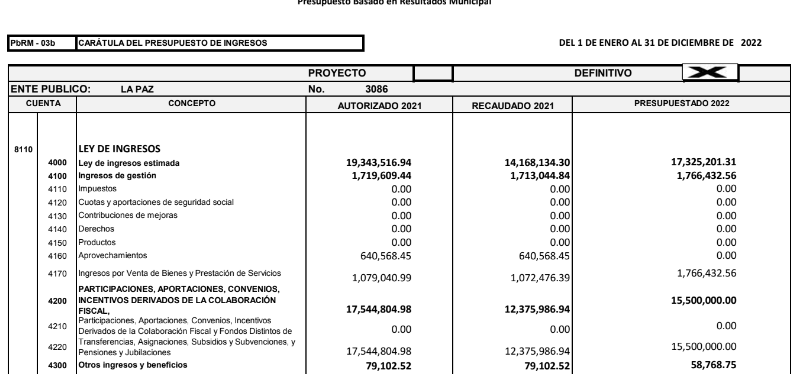 Presupuesto Basado en Resultados Municipal
PbRM - 03b CARÁTULA DEL PRESUPUESTO DE INGRESOS DEL 1 DE ENERO AL 31 DE DICIEMBRE DE 2022
PROYECTO DEFINITIVO X
ENTE PUBLICO: LA PAZ No. 3086
CUENTA CONCEPTO AUTORIZADO 2021 RECAUDADO 2021 PRESUPUESTADO 2022
8110 LEY DE INGRESOS
4000 Ley de ingresos estimada 19,343,516.94 14,168,134.30 17,325,201.31
4100 Ingresos de gestión 1,719,609.44 1,713,044.84 1,766,432.56
4110 Impuestos 0.00 0.00 0.00
4120 Cuotas y aportaciones de seguridad social 0.00 0.00 0.00
4130 Contribuciones de mejoras 0.00 0.00 0.00
4140 Derechos 0.00 0.00 0.00
4150 Productos 0.00 0.00 0.00
4160 Aprovechamientos 640,568.45 640,568.45 0.00
4170 Ingresos por Venta de Bienes y Prestación de Servicios 1,079,040.99 1,072,476.39 1,766,432.56
PARTICIPACIONES, APORTACIONES, CONVENIOS,
4200 INCENTIVOS DERIVADOS DE LA COLABORACIÓN 15,500,000.00
FISCAL, 17,544,804.98 12,375,986.94
4210 Participaciones, Aportaciones, Convenios, Incentivos
Derivados de la Colaboración Fiscal y Fondos Distintos de 0.00 0.00 0.00
4220 Transferencias, Asignaciones, Subsidios y Subvenciones, y
Pensiones y Jubilaciones 17,544,804.98 12,375,986.94 15,500,000.00
4300 Otros ingresos y beneficios 79,102.52 79,102.52 58,768.75